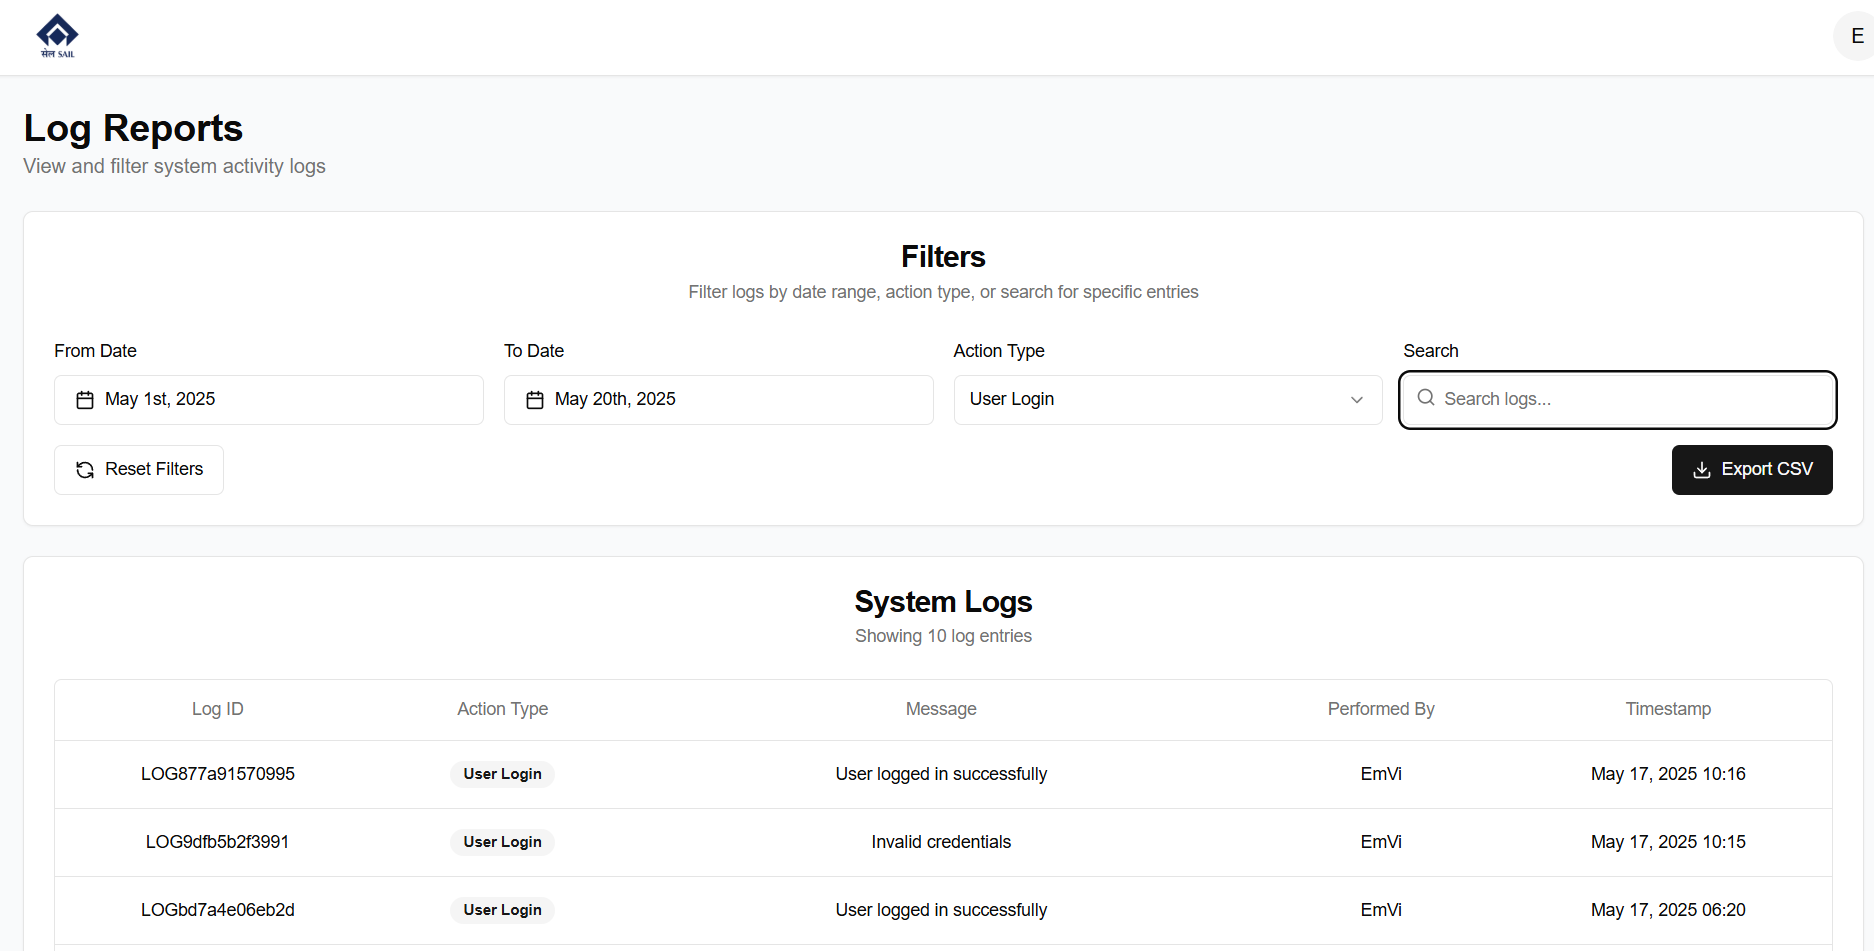 सेल SAIL
E
Log Reports
View and filter system activity logs
Filters
Filter logs by date range, action type, or search for specific entries
From Date
To Date
Action Type
Search
May 1st, 2025
May 20th, 2025
User Login
Search logs...
Reset Filters
Export CSV
System Logs
Showing 10 log entries
Log ID Action Type Message Performed By Timestamp
LOG877a91570995 User Login User logged in successfully EmVi May 17, 2025 10:16
LOG9dfb5b2f3991 User Login Invalid credentials EmVi May 17, 2025 10:15
LOGbd7a4e06eb2d User Login User logged in successfully EmVi May 17, 2025 06:20